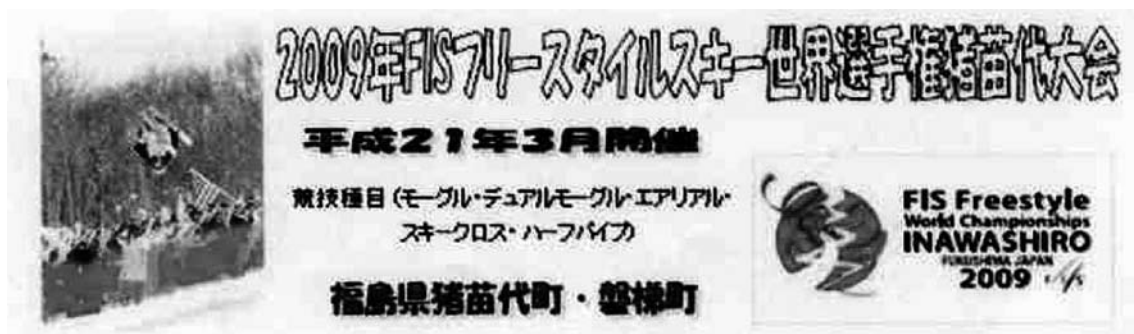 2009年FISフリースタイルスキー世界選手権猪苗代大会
平成21年3月開催
競技種目(モーグル・デュアルモーグル・エアリアル・
スキークロス・ハーフパイプ)
福島県猪苗代町・磐梯町
FIS Freestyle
World Championships
INAWASHIRO
FUKUSHIMA JAPAN
2009